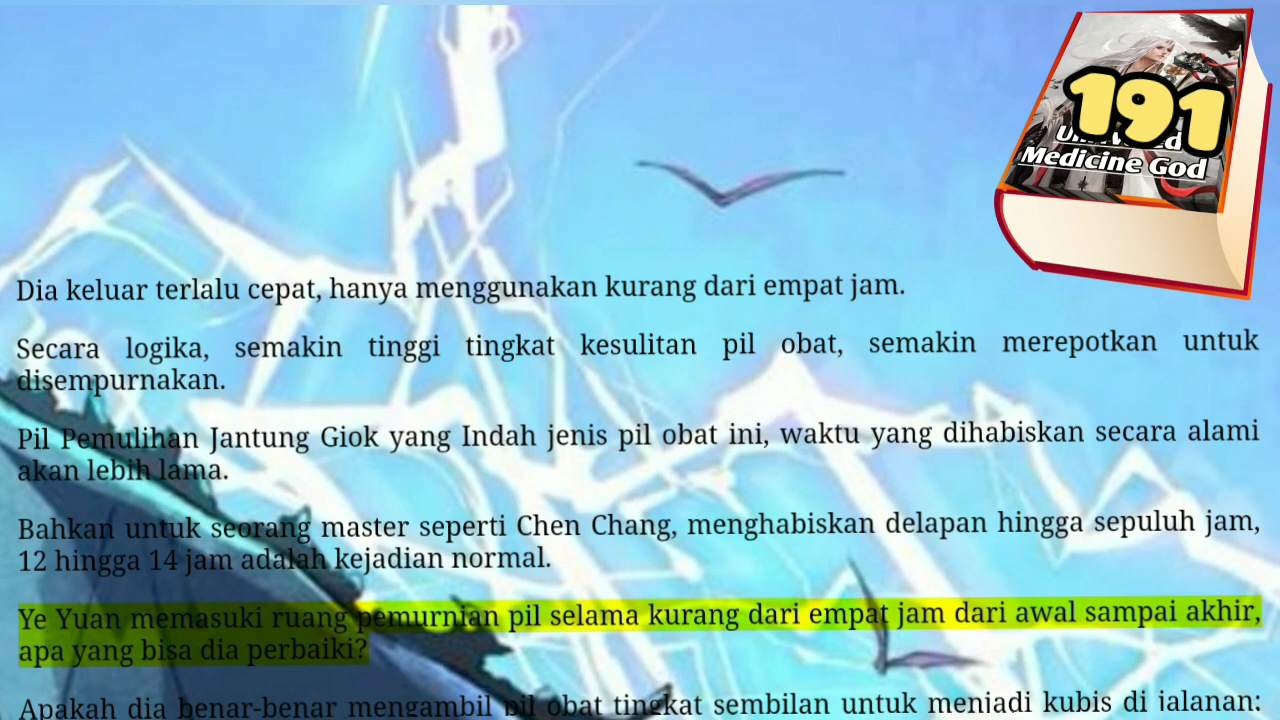 191
Medicine God
Dia keluar terlalu cepat, hanya menggunakan kurang dari empat jam.
Secara logika, semakin tinggi tingkat kesulitan pil obat, semakin merepotkan untuk
disempurnakan.
Pil Pemulihan Jantung Giok yang Indah jenis pil obat ini, waktu yang dihabiskan secara alami
akan lebih lama.
Bahkan untuk seorang master seperti Chen Chang, menghabiskan delapan hingga sepuluh jam,
12 hingga 14 jam adalah kejadian normal.
Ye Yuan memasuki ruang pemurnian pil selama kurang dari empat jam dari awal sampai akhir,
apa yang bisa dia perbaiki?
Apakah dia benar-benar mengambil pil obat tingkat sembilan untuk menjadi kubis di jalanan: